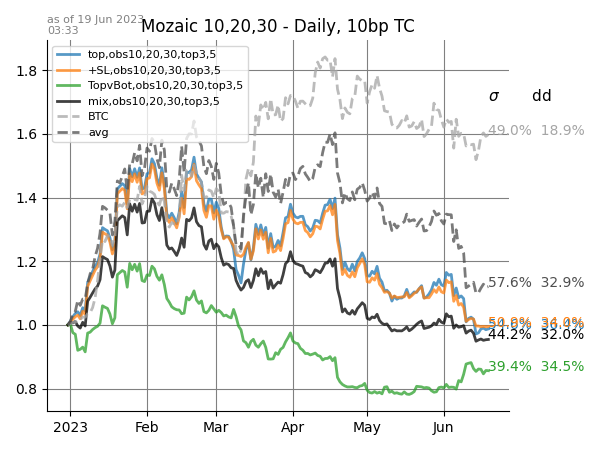 as of 19 Jun 2023
03:33
Mozaic 10,20,30 - Daily, 10bp TC
top,obs10,20,30,top3,5
+SL,obs10,20,30,top3,5
TopvBot,obs10,20,30,top3,5
mix,obs10,20,30,top3,5
BTC
avg
σ dd
49.0% 18.9%
57.6% 32.9%
44.2% 32.0%
39.4% 34.5%
1.8
1.6
1.4
1.2
1.0
0.8
2023 Feb Mar Apr May Jun